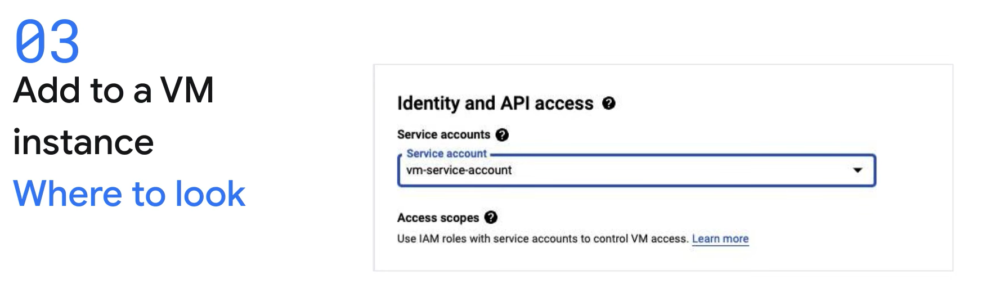 03
Add to a VM
instance
Where to look
Identity and API access
Service accounts
Service account
vm-service-account
Access scopes
Use IAM roles with service accounts to control VM access. Learn more